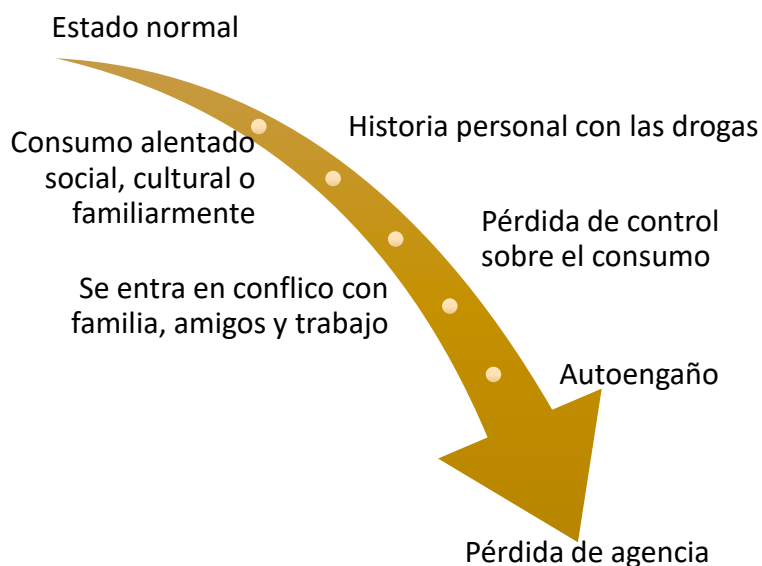 Estado normal
Consumo alentado
social, cultural o
familiarmente
Historia personal con las drogas
Se entra en conflico con
familia, amigos y trabajo
Pérdida de control
sobre el consumo
Autoengaño
Pérdida de agencia